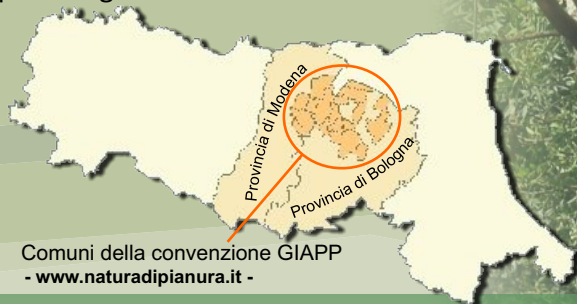 Provincia di Modena
Provincia di Bologna
Comuni della convenzione GIAPP
- www.naturadipianura.it -